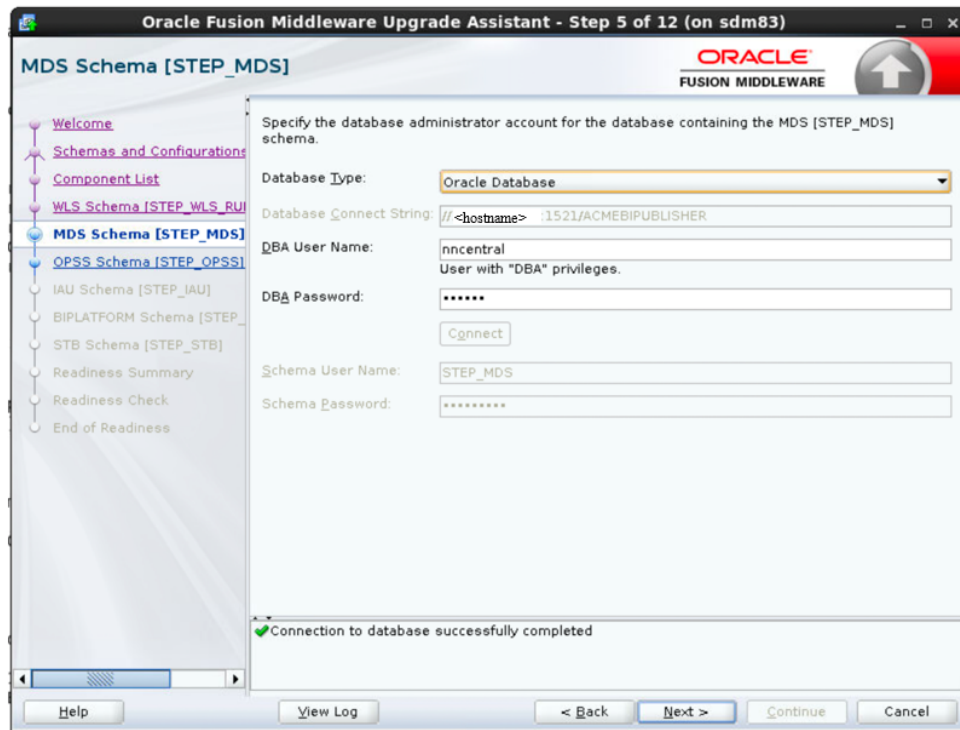 Oracle Fusion Middleware Upgrade Assistant - Step 5 of 12 (on sdm83)
MDS Schema [STEP_MDS]
ORACLE
FUSION MIDDLEWARE
Welcome
Schemas and Configurations
Component List
WLS Schema [STEP_WLS_RU
MDS Schema [STEP_MDS]
OPSS Schema [STEP_OPSS]
IAU Schema [STEP_IAU]
BIPLATFORM Schema [STEP_
STB Schema [STEP_STB]
Readiness Summary
Readiness Check
End of Readiness
Specify the database administrator account for the database containing the MDS [STEP_MDS]
schema.
Database Type: Oracle Database
Database Connect String: // <hostname> :1521/ACMEBIPUBLISHER
DBA User Name: nncentral
User with "DBA" privileges.
DBA Password: ••••••
Connect
Schema User Name: STEP_MDS
Schema Password: •••••••••
Connection to database successfully completed
Help View Log < Back Next > Continue Cancel